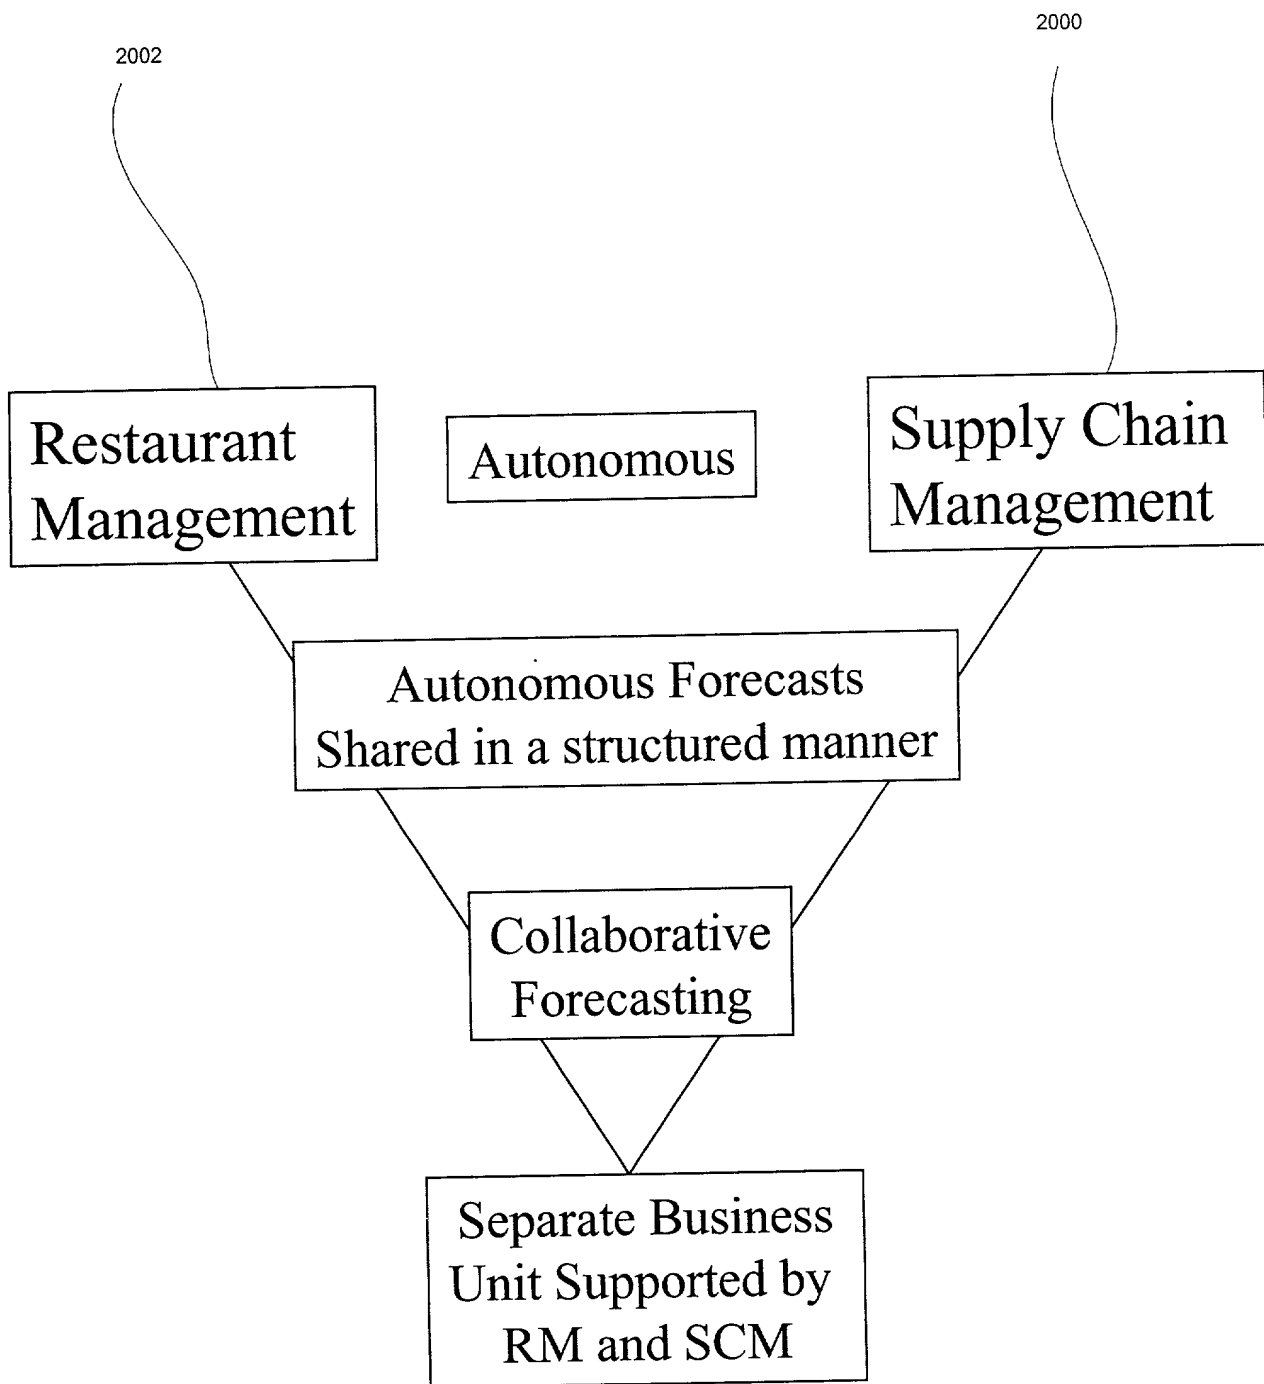 2002
2000
Restaurant
Management
Autonomous
Supply Chain
Management
Autonomous Forecasts
Shared in a structured manner
Collaborative
Forecasting
Separate Business
Unit Supported by
RM and SCM